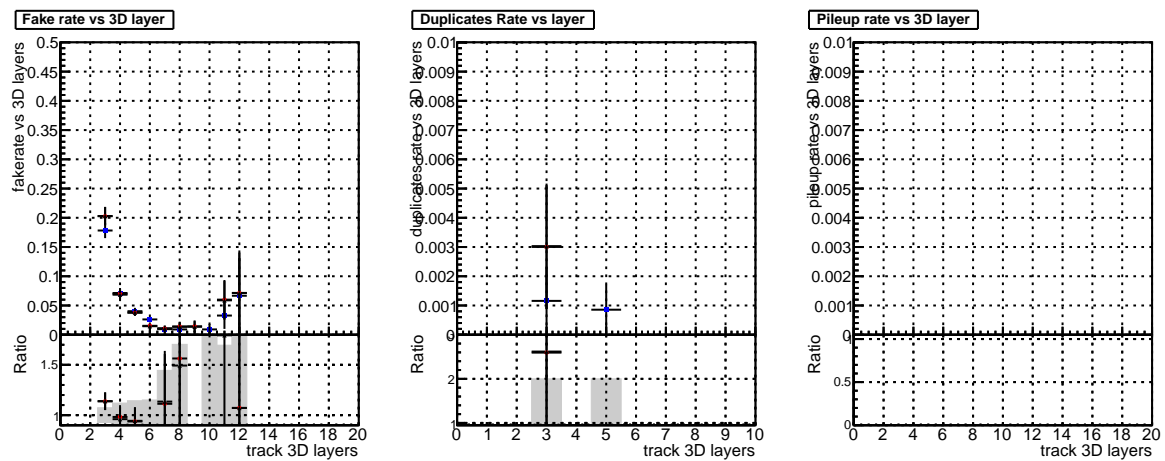 Fake rate vs 3D layer
fakerate vs 3D layers
0.5
0.45
0.4
0.35
0.3
0.25
0.2
0.15
0.1
0.05
0
Ratio
1.5
1
0 2 4 6 8 10 12 14 16 18 20
track 3D layers
Duplicates Rate vs layer
duplicates rate vs 3D layers
0.01
0.009
0.008
0.007
0.006
0.005
0.004
0.003
0.002
0.001
0
Ratio
2
1
0 1 2 3 4 5 6 7 8 9 10
track 3D layers
Pileup rate vs 3D layer
pileup rate vs 3D layers
0.01
0.009
0.008
0.007
0.006
0.005
0.004
0.003
0.002
0.001
0
Ratio
1
0.5
0
0 2 4 6 8 10 12 14 16 18 20
track 3D layers